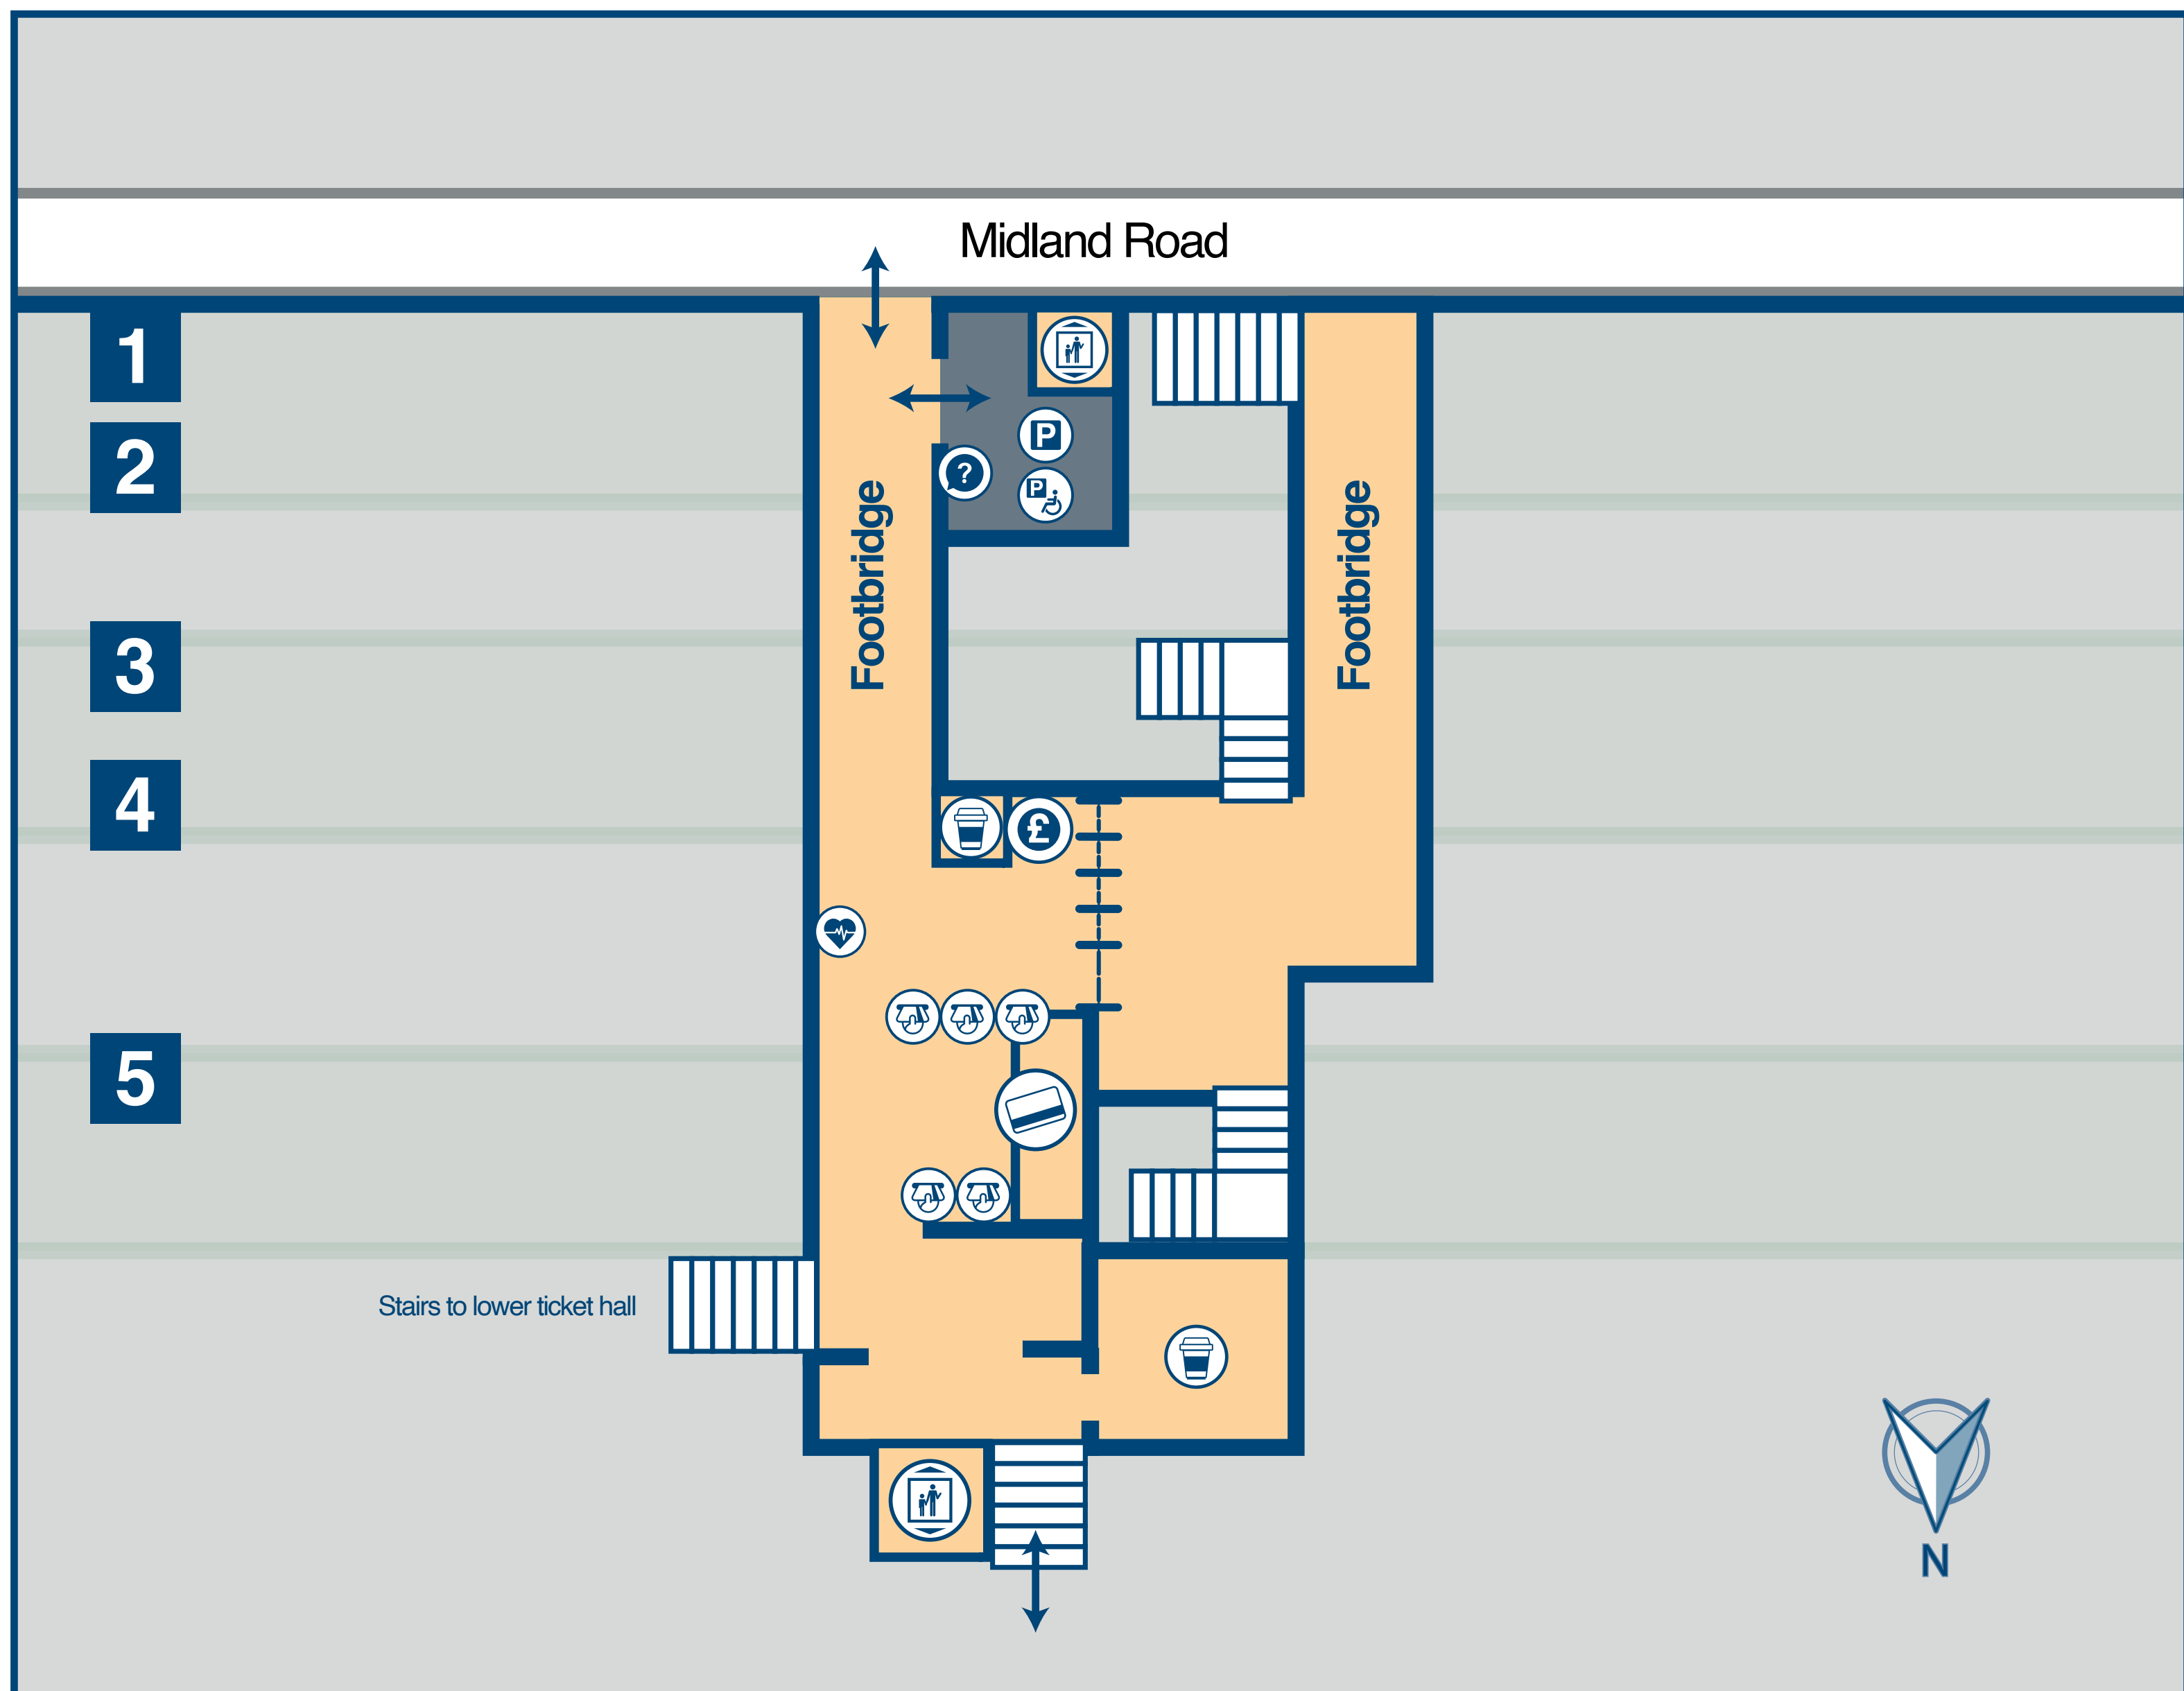 Midland Road
1
2
3
4
5
Footbridge
Footbridge
P
?
P
£
Stairs to lower ticket hall
N